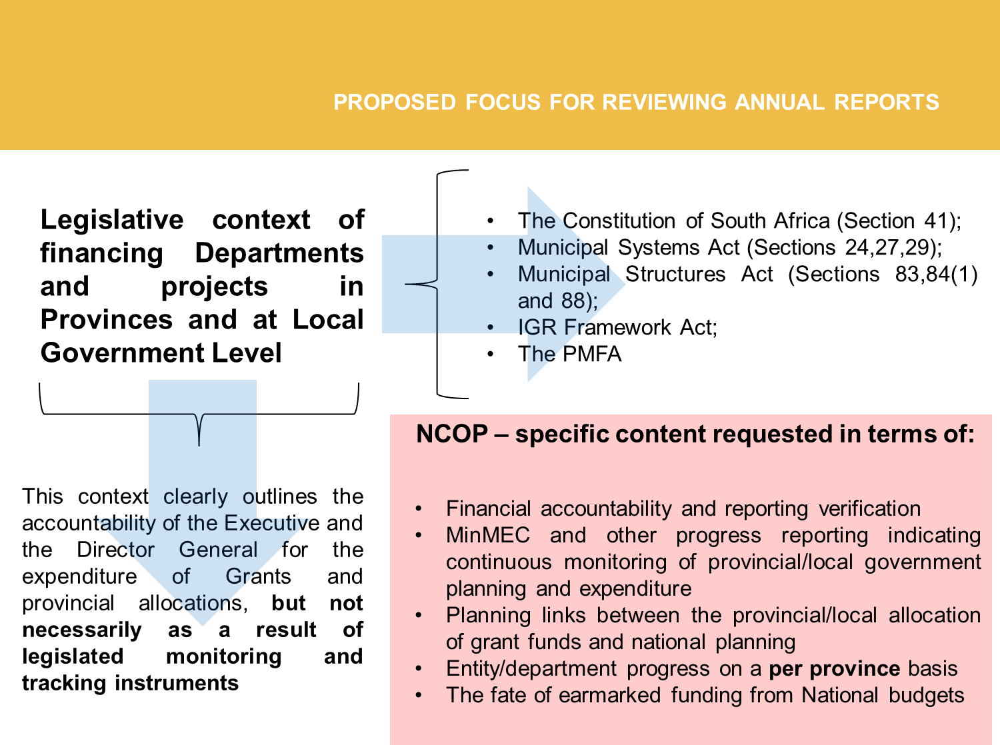 PROPOSED FOCUS FOR REVIEWING ANNUAL REPORTS
Legislative context of
financing Departments
and projects in
Provinces and at Local
Government Level
• The Constitution of South Africa (Section 41);
• Municipal Systems Act (Sections 24,27,29);
• Municipal Structures Act (Sections 83,84(1)
and 88);
• IGR Framework Act;
• The PMFA
This context clearly outlines the
accountability of the Executive and
the Director General for the
expenditure of Grants and
provincial allocations, but not
necessarily as a result of
legislated monitoring and
tracking instruments
NCOP – specific content requested in terms of:
• Financial accountability and reporting verification
• MinMEC and other progress reporting indicating
continuous monitoring of provincial/local government
planning and expenditure
• Planning links between the provincial/local allocation
of grant funds and national planning
• Entity/department progress on a per province basis
• The fate of earmarked funding from National budgets